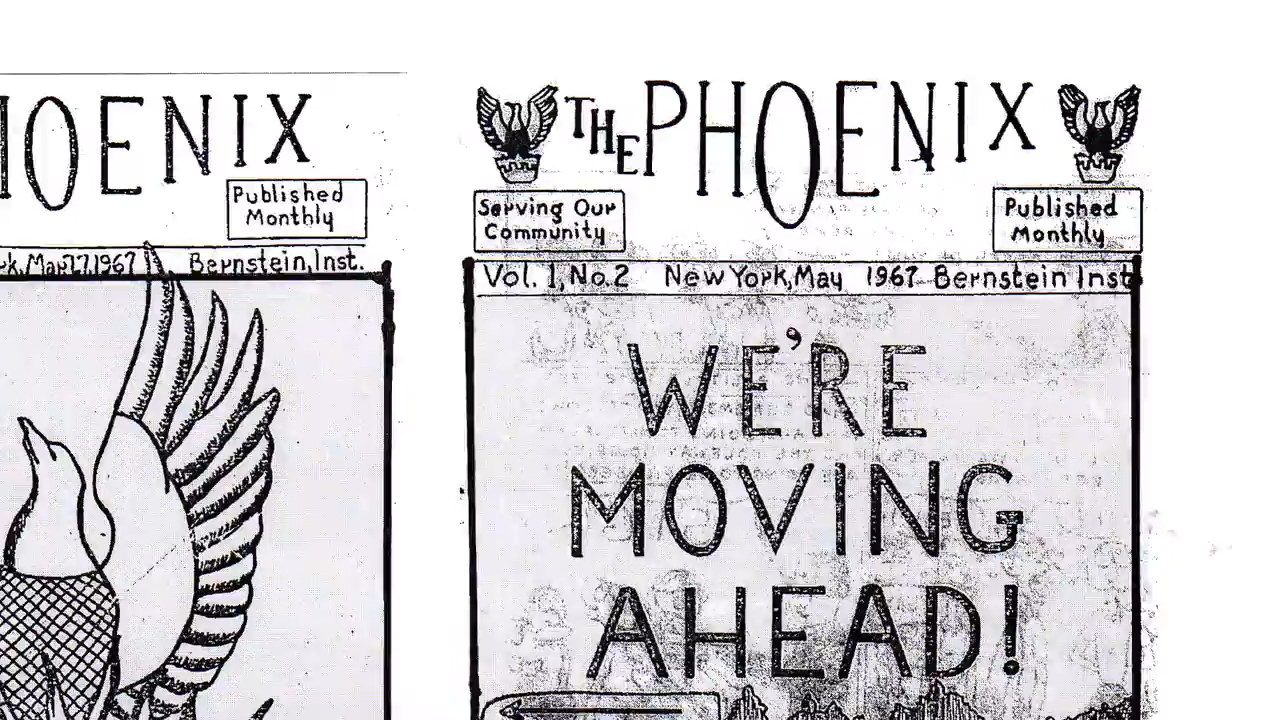 HOENIX
Published
Monthly
1967 Bernstein, Inst.
THE PHOENIX
Serving Our
Community
Published
Monthly
Vol. 1, No. 2 New York, May 1967 Bernstein Inst
WE'RE
MOVING
AHEAD!